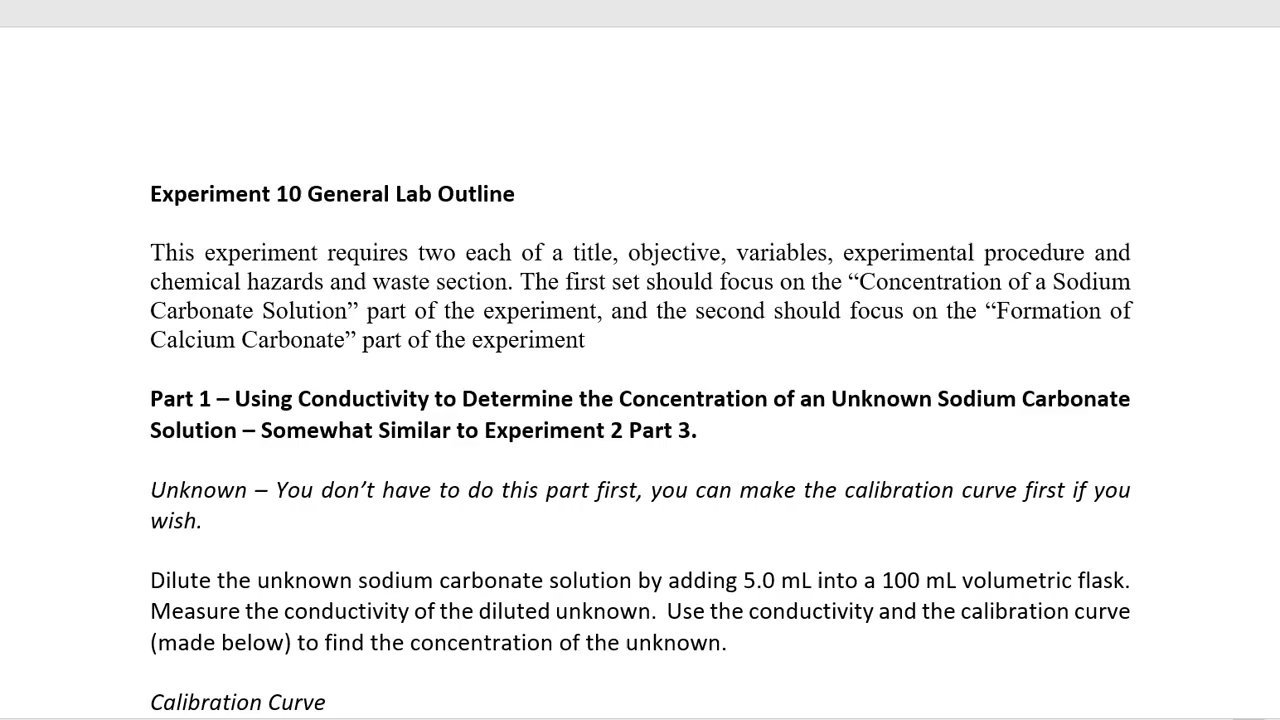 Experiment 10 General Lab Outline
This experiment requires two each of a title, objective, variables, experimental procedure and
chemical hazards and waste section. The first set should focus on the “Concentration of a Sodium
Carbonate Solution” part of the experiment, and the second should focus on the “Formation of
Calcium Carbonate” part of the experiment
Part 1 – Using Conductivity to Determine the Concentration of an Unknown Sodium Carbonate
Solution – Somewhat Similar to Experiment 2 Part 3.
Unknown – You don’t have to do this part first, you can make the calibration curve first if you
wish.
Dilute the unknown sodium carbonate solution by adding 5.0 mL into a 100 mL volumetric flask.
Measure the conductivity of the diluted unknown.  Use the conductivity and the calibration curve
(made below) to find the concentration of the unknown.
Calibration Curve